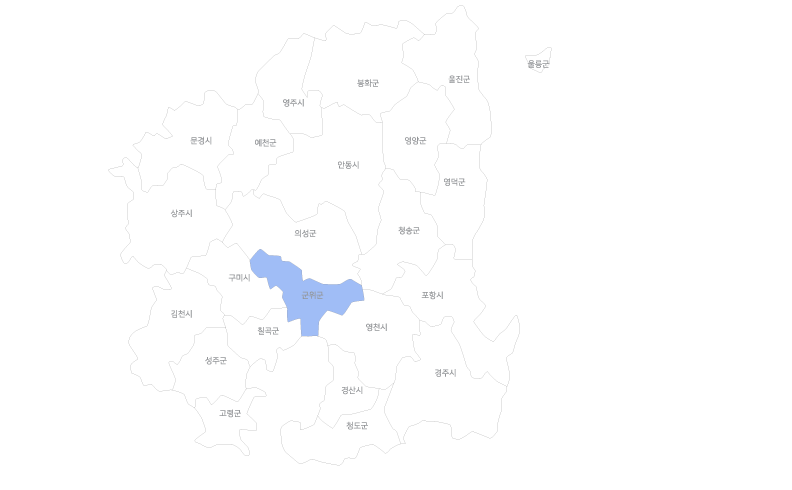 울릉군
울진군
봉화군
영주시
문경시
예천군
영양군
안동시
영덕군
상주시
청송군
의성군
구미시
군위군
포항시
김천시
영천시
칠곡군
성주군
경주시
경산시
고령군
청도군